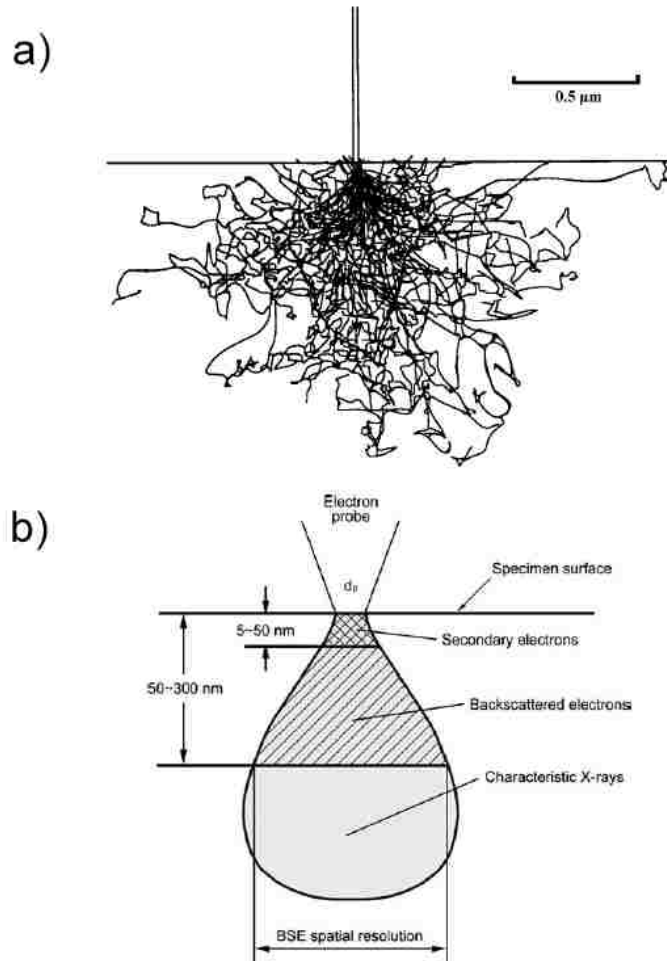 a)
0.5 µm
b)
Electron
probe
dp
Specimen surface
5~50 nm
Secondary electrons
50~300 nm
Backscattered electrons
Characteristic X-rays
BSE spatial resolution